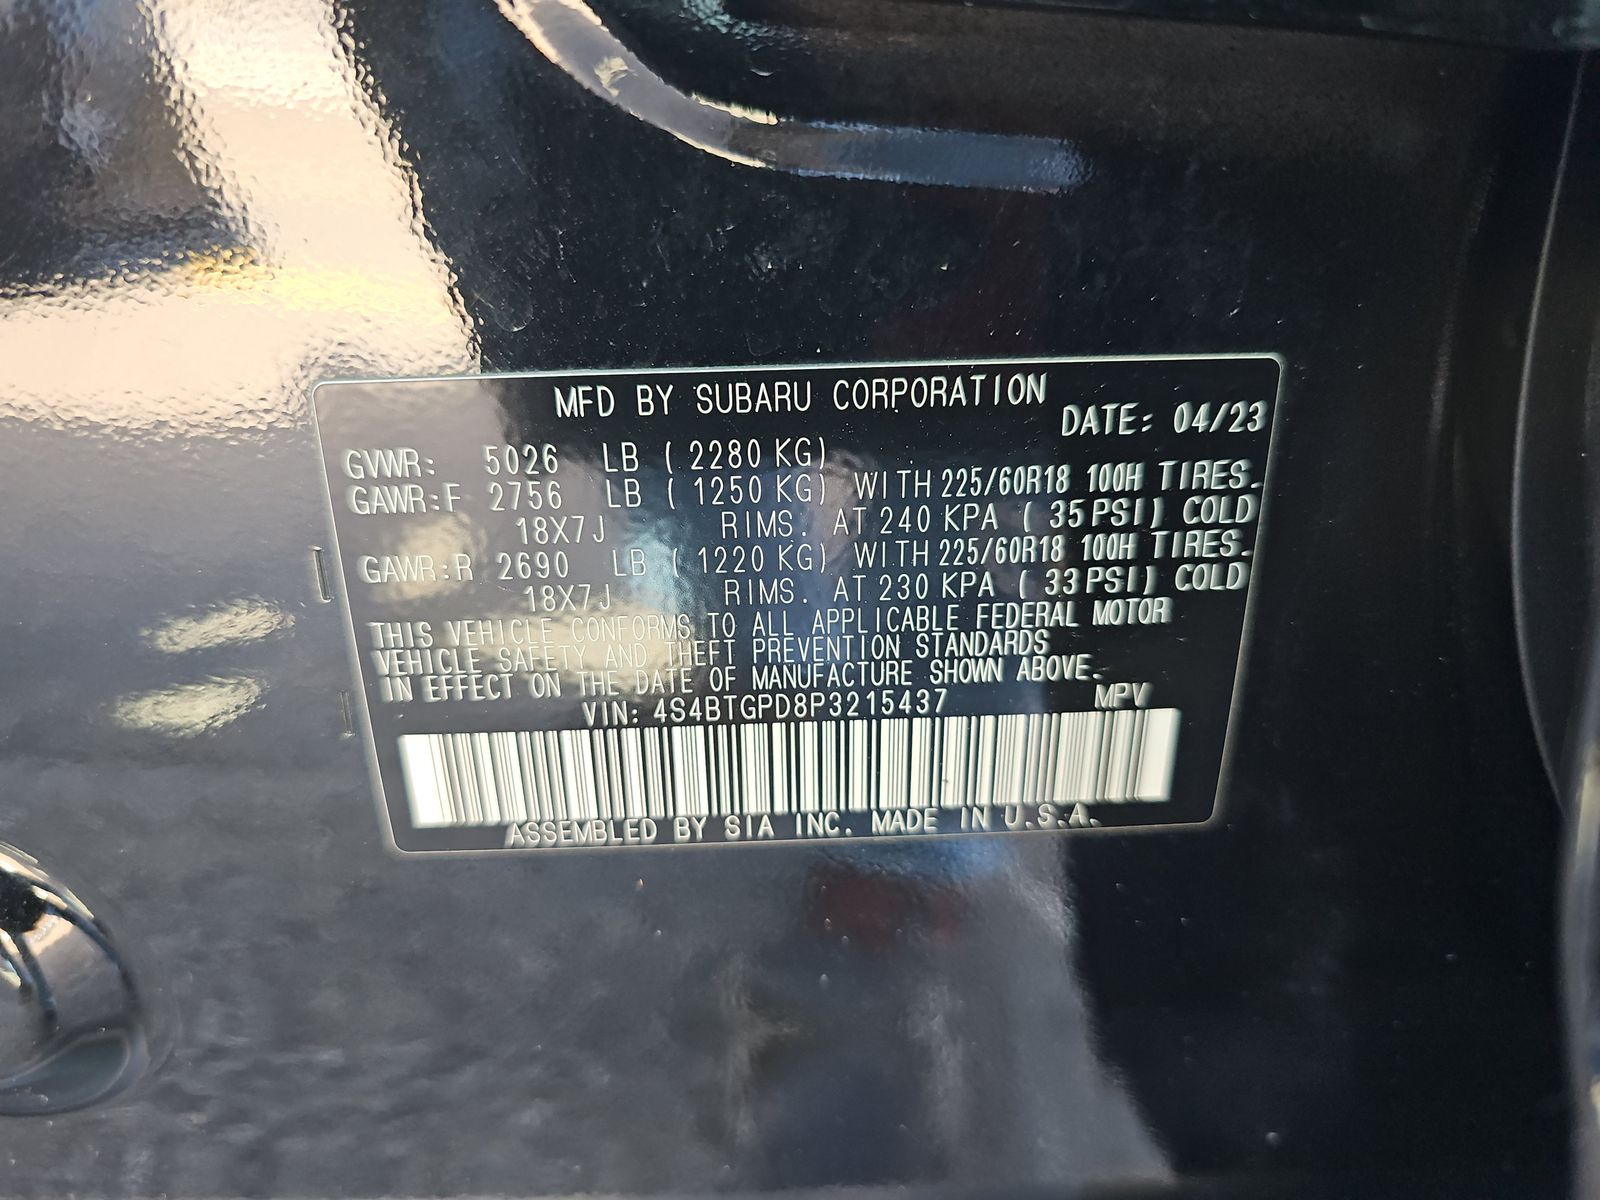 MFD BY SUBARU CORPORATION
DATE: 04/23
GVWR: 5026 LB ( 2280 KG)
GAWR:F 2756 LB ( 1250 KG) WITH 225/60R18 100H TIRES.
18X7J RIMS. AT 240 KPA ( 35 PSI) COLD
GAWR:R 2690 LB ( 1220 KG) WITH 225/60R18 100H TIRES.
18X7J RIMS. AT 230 KPA ( 33 PSI) COLD
THIS VEHICLE CONFORMS TO ALL APPLICABLE FEDERAL MOTOR
VEHICLE SAFETY AND THEFT PREVENTION STANDARDS
IN EFFECT ON THE DATE OF MANUFACTURE SHOWN ABOVE.
VIN: 4S4BTGPD8P3215437 MPV
ASSEMBLED BY SIA INC. MADE IN U.S.A.